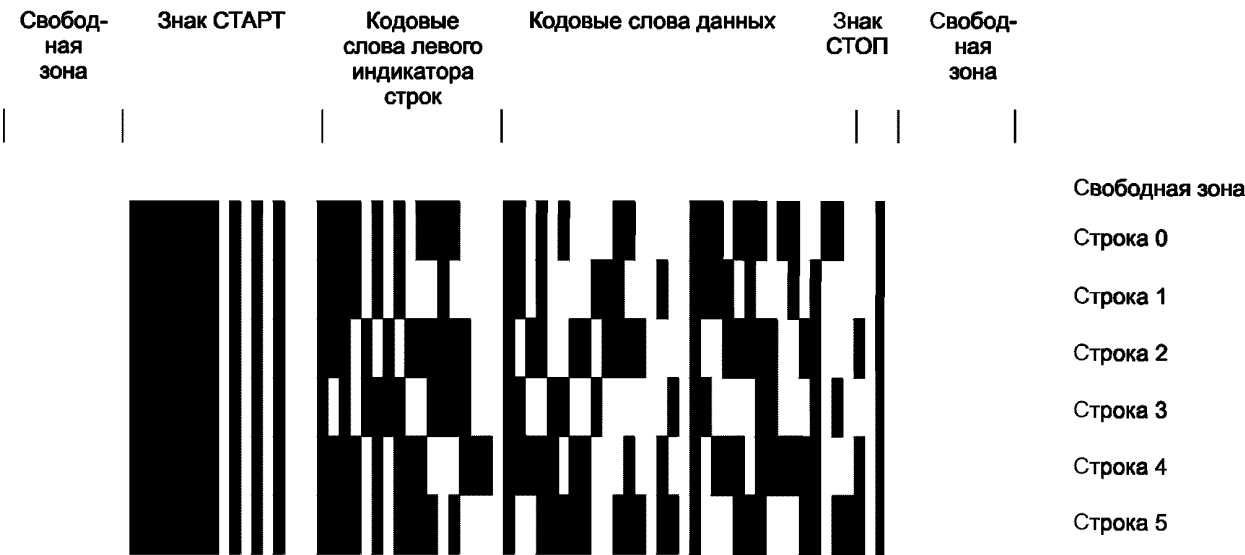 Свобод-
ная
зона
Знак СТАРТ
Кодовые
слова левого
индикатора
строк
Кодовые слова данных
Знак
СТОП
Свобод-
ная
зона
Свободная зона
Строка 0
Строка 1
Строка 2
Строка 3
Строка 4
Строка 5